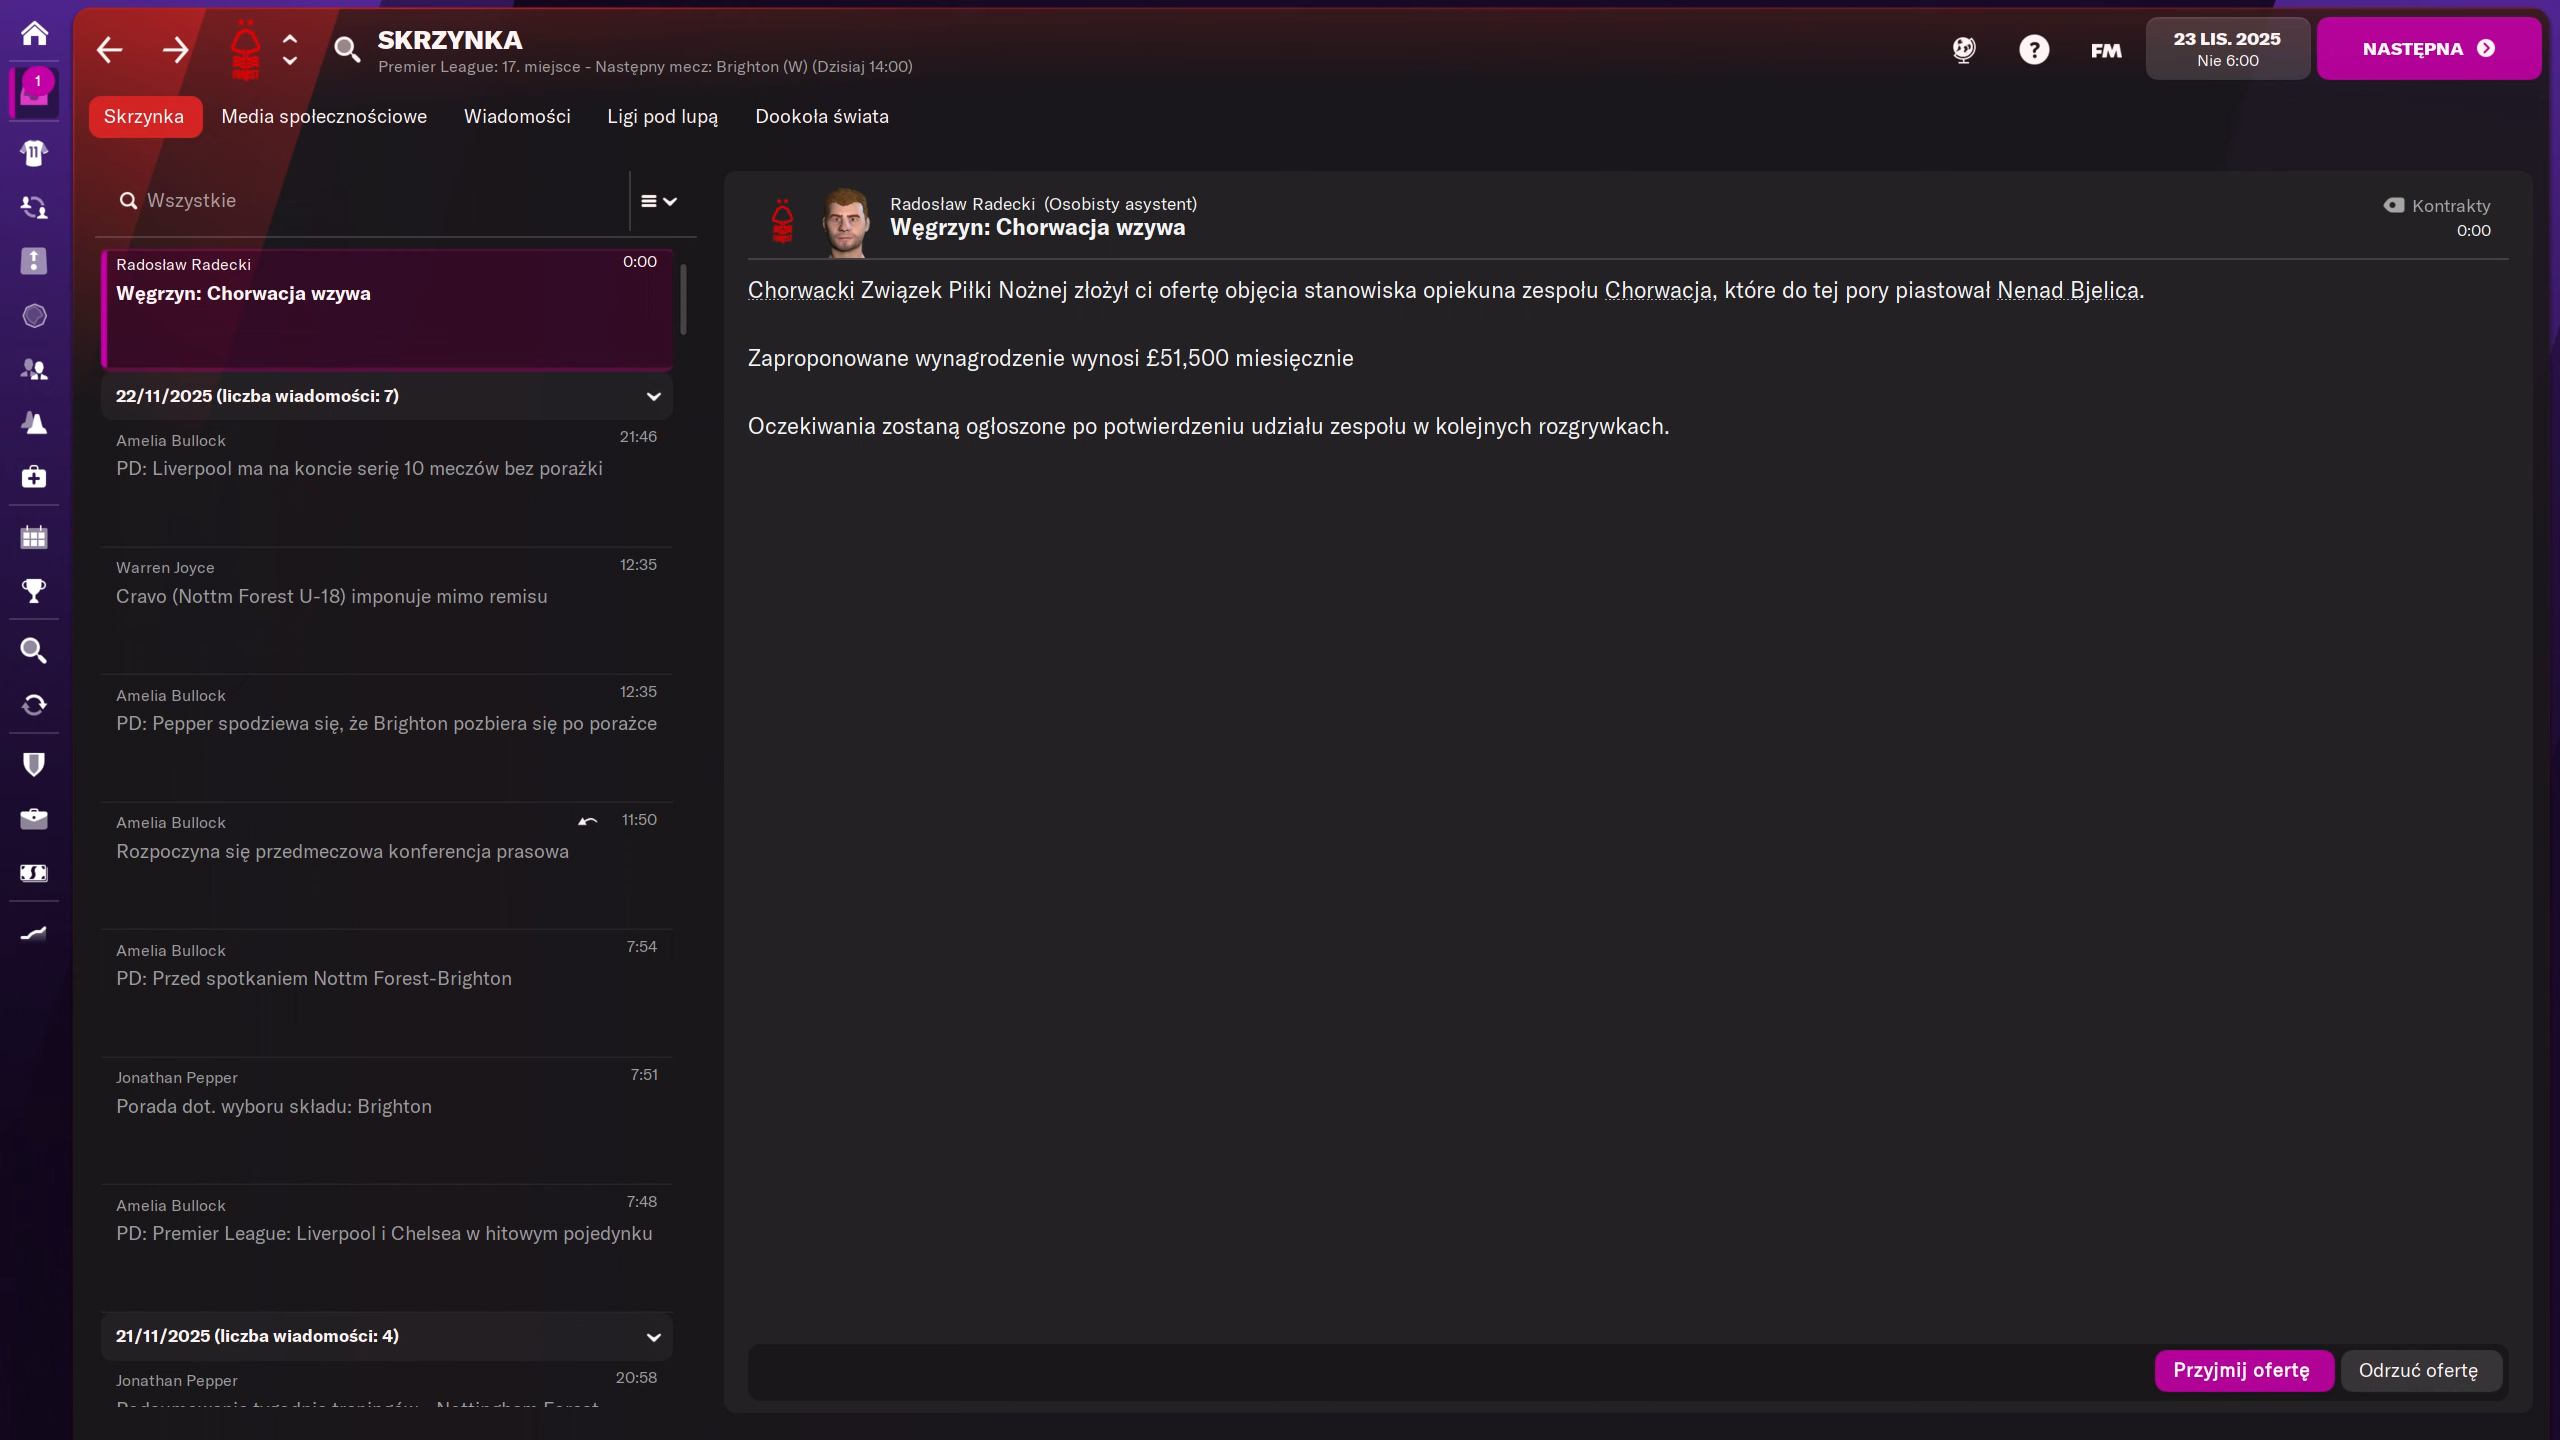 1
SKRZYNKA
Premier League: 17. miejsce - Następny mecz: Brighton (W) (Dzisiaj 14:00)
FM
23 LIS. 2025
Nie 6:00
NASTĘPNA
Skrzynka
Media społecznościowe
Wiadomości
Ligi pod lupą
Dookoła świata
11
Wszystkie
Radosław Radecki
0:00
Węgrzyn: Chorwacja wzywa
22/11/2025 (liczba wiadomości: 7)
Amelia Bullock
21:46
PD: Liverpool ma na koncie serię 10 meczów bez porażki
Warren Joyce
12:35
Cravo (Nottm Forest U-18) imponuje mimo remisu
Amelia Bullock
12:35
PD: Pepper spodziewa się, że Brighton pozbiera się po porażce
Amelia Bullock
11:50
Rozpoczyna się przedmeczowa konferencja prasowa
Amelia Bullock
7:54
PD: Przed spotkaniem Nottm Forest-Brighton
Jonathan Pepper
7:51
Porada dot. wyboru składu: Brighton
Amelia Bullock
7:48
PD: Premier League: Liverpool i Chelsea w hitowym pojedynku
21/11/2025 (liczba wiadomości: 4)
Jonathan Pepper
20:58
Radosław Radecki (Osobisty asystent)
Węgrzyn: Chorwacja wzywa
Kontrakty
0:00
Chorwacki Związek Piłki Nożnej złożył ci ofertę objęcia stanowiska opiekuna zespołu Chorwacja, które do tej pory piastował Nenad Bjelica.
Zaproponowane wynagrodzenie wynosi £51,500 miesięcznie
Oczekiwania zostaną ogłoszone po potwierdzeniu udziału zespołu w kolejnych rozgrywkach.
Przyjmij ofertę
Odrzuć ofertę